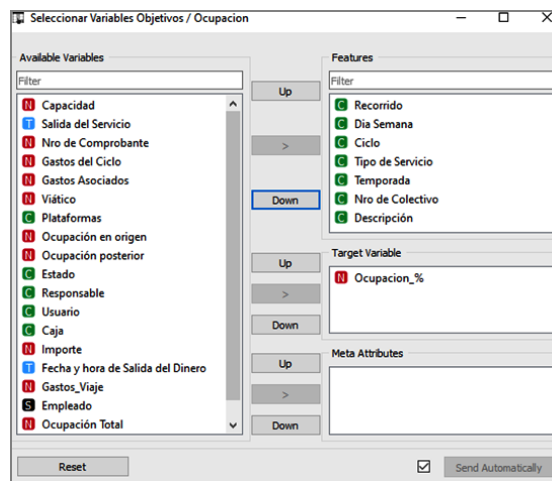 Seleccionar Variables Objetivos / Ocupacion
Available Variables
Filter
N Capacidad
T Salida del Servicio
N Nro de Comprobante
N Gastos del Ciclo
N Gastos Asociados
N Viático
C Plataformas
N Ocupación en origen
N Ocupación posterior
C Estado
C Responsable
C Usuario
C Caja
N Importe
T Fecha y hora de Salida del Dinero
N Gastos_Viaje
S Empleado
N Ocupación Total
Up
>
Down
Up
>
Down
Up
>
Down
Features
Filter
C Recorrido
C Dia Semana
C Ciclo
C Tipo de Servicio
C Temporada
C Nro de Colectivo
C Descripción
Target Variable
N Ocupacion_%
Meta Attributes
Reset
Send Automatically